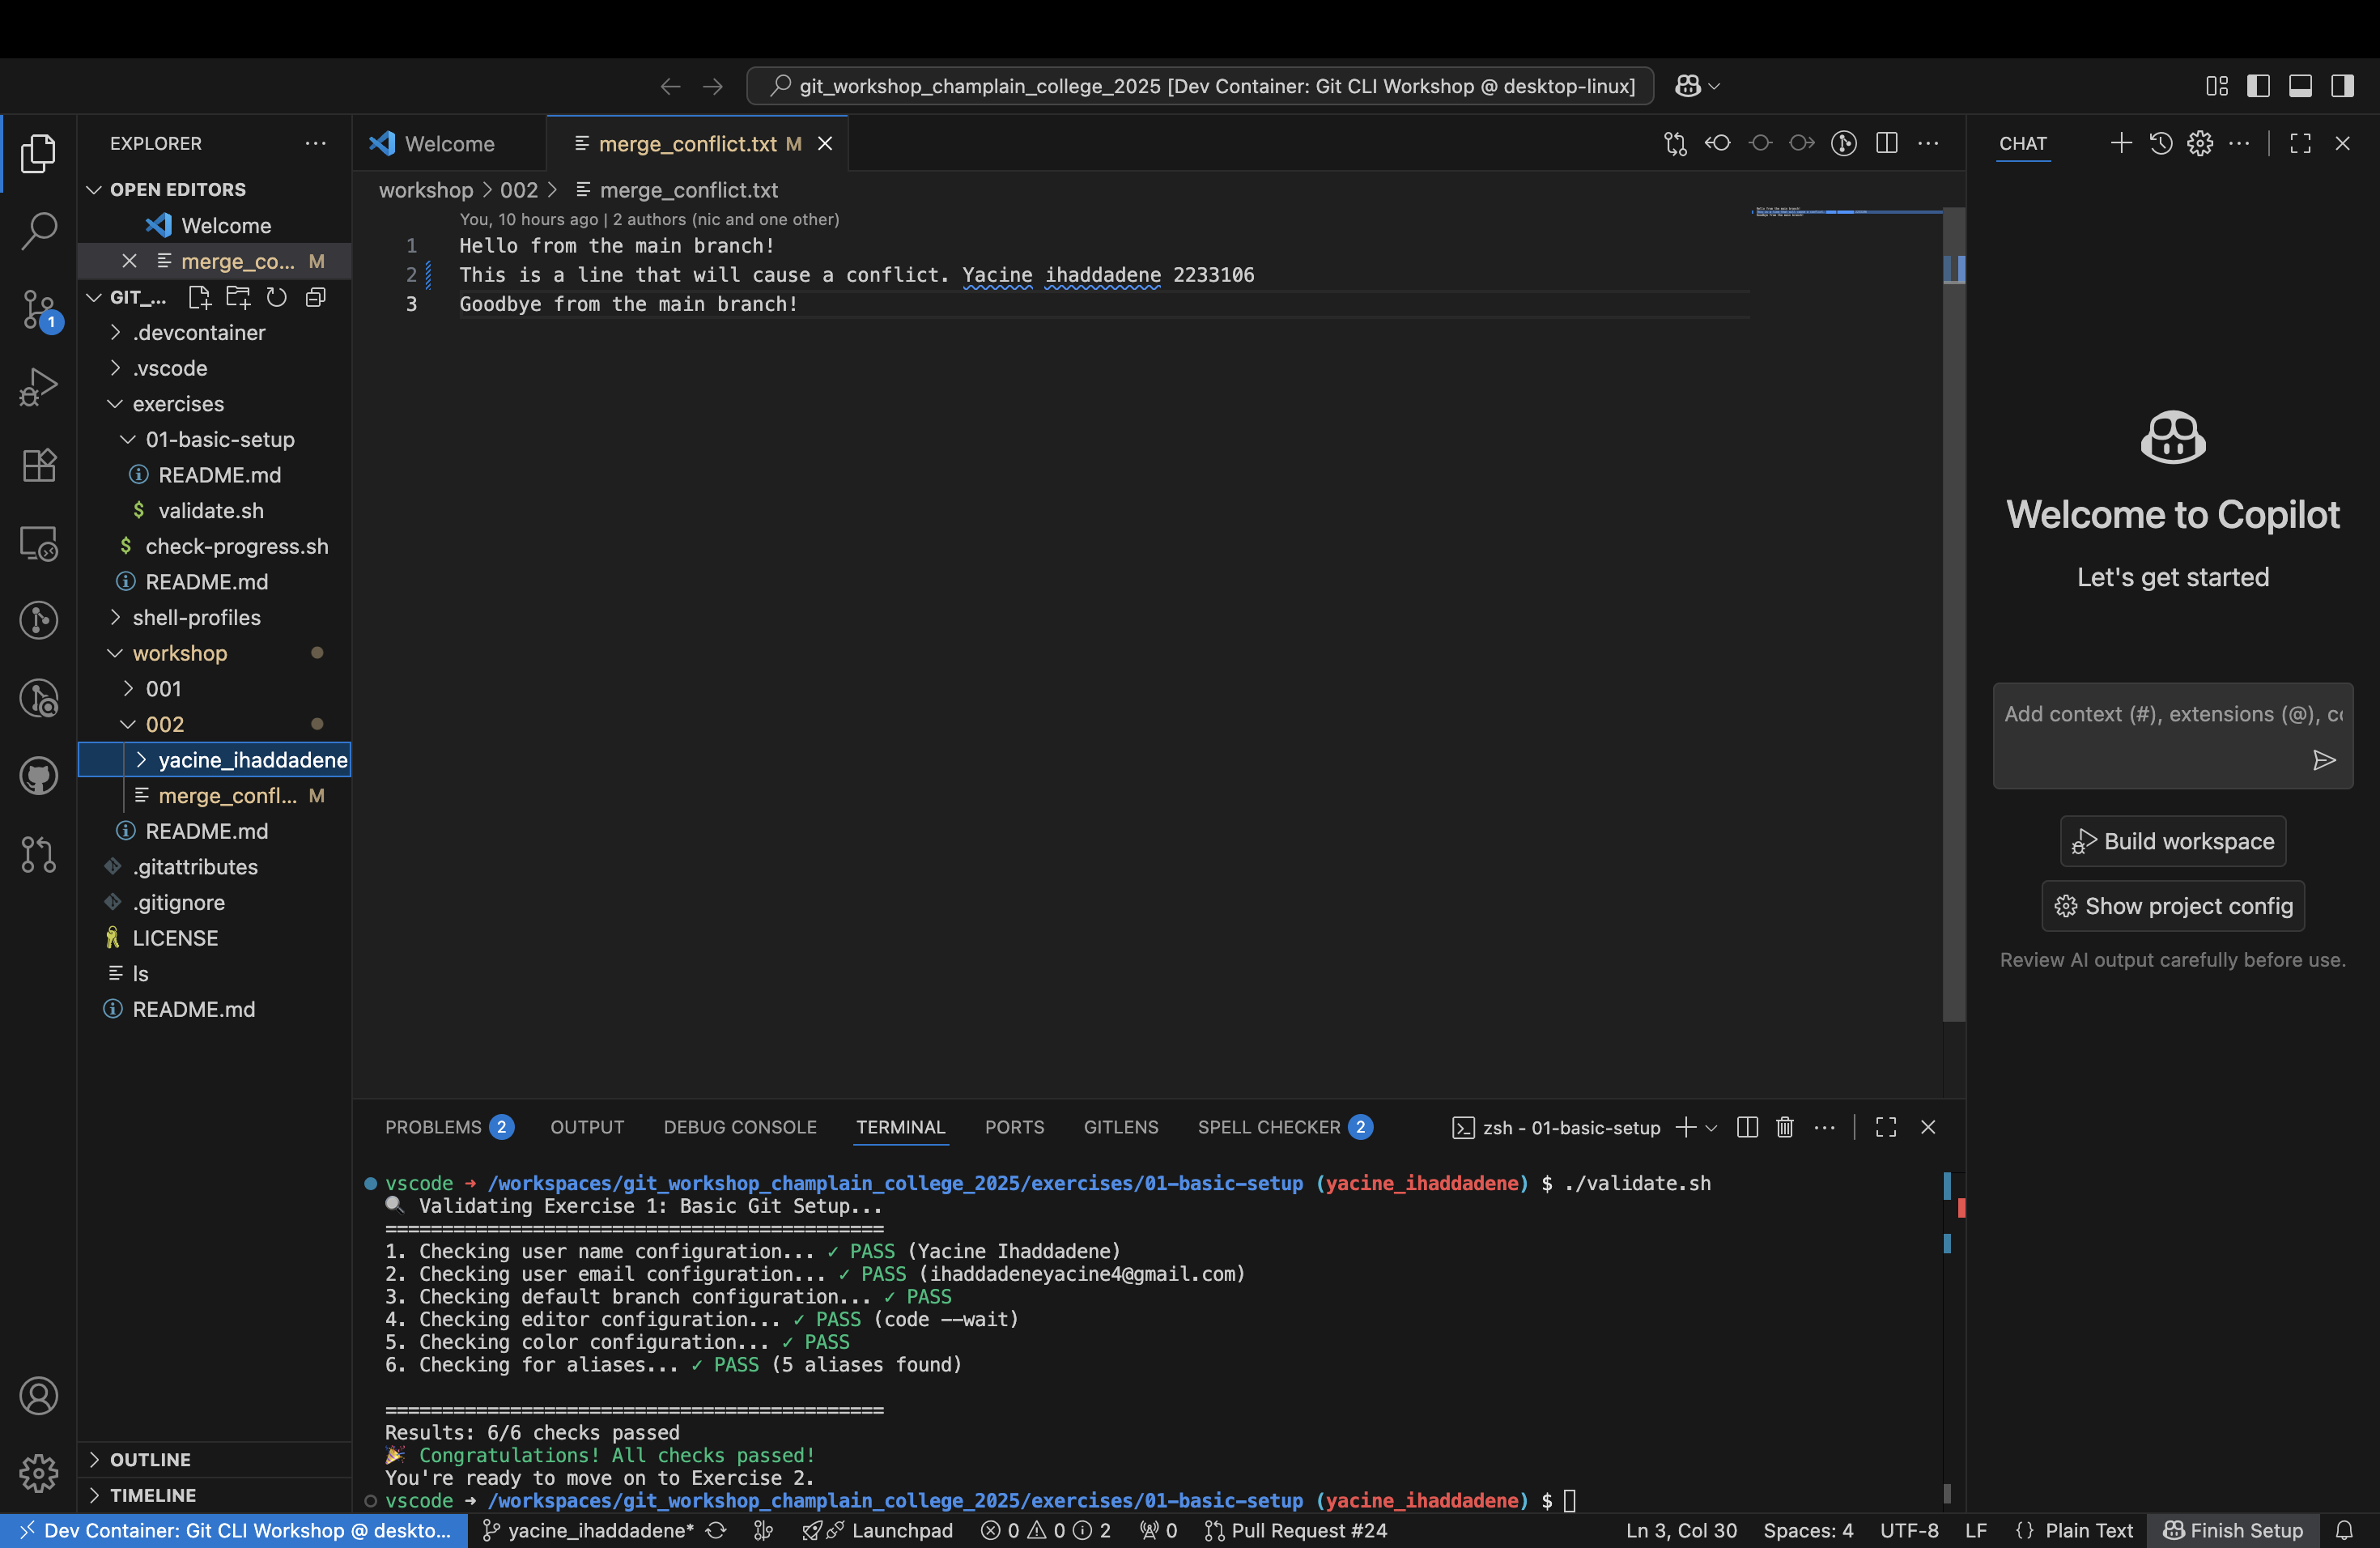 git_workshop_champlain_college_2025 [Dev Container: Git CLI Workshop @ desktop-linux]
EXPLORER
OPEN EDITORS
Welcome
merge_co... M
GIT_...
.devcontainer
.vscode
exercises
01-basic-setup
README.md
$ validate.sh
$ check-progress.sh
README.md
shell-profiles
workshop
001
002
yacine_ihaddadene
merge_confl... M
README.md
.gitattributes
.gitignore
LICENSE
ls
README.md
OUTLINE
TIMELINE
1
Welcome
merge_conflict.txt M
workshop > 002 > merge_conflict.txt
You, 10 hours ago | 2 authors (nic and one other)
1 Hello from the main branch!
2 This is a line that will cause a conflict. Yacine ihaddadene 2233106
3 Goodbye from the main branch!
PROBLEMS 2 OUTPUT DEBUG CONSOLE TERMINAL PORTS GITLENS SPELL CHECKER 2
zsh - 01-basic-setup
vscode → /workspaces/git_workshop_champlain_college_2025/exercises/01-basic-setup (yacine_ihaddadene) $ ./validate.sh
🔍 Validating Exercise 1: Basic Git Setup...
============================================
1. Checking user name configuration... ✓ PASS (Yacine Ihaddadene)
2. Checking user email configuration... ✓ PASS (ihaddadeneyacine4@gmail.com)
3. Checking default branch configuration... ✓ PASS
4. Checking editor configuration... ✓ PASS (code --wait)
5. Checking color configuration... ✓ PASS
6. Checking for aliases... ✓ PASS (5 aliases found)
============================================
Results: 6/6 checks passed
🎉 Congratulations! All checks passed!
You're ready to move on to Exercise 2.
vscode → /workspaces/git_workshop_champlain_college_2025/exercises/01-basic-setup (yacine_ihaddadene) $
CHAT
Welcome to Copilot
Let's get started
Add context (#), extensions (@), co
Build workspace
Show project config
Review AI output carefully before use.
Dev Container: Git CLI Workshop @ deskto... yacine_ihaddadene* Launchpad 0 0 2 0 Pull Request #24 Ln 3, Col 30 Spaces: 4 UTF-8 LF {} Plain Text Finish Setup